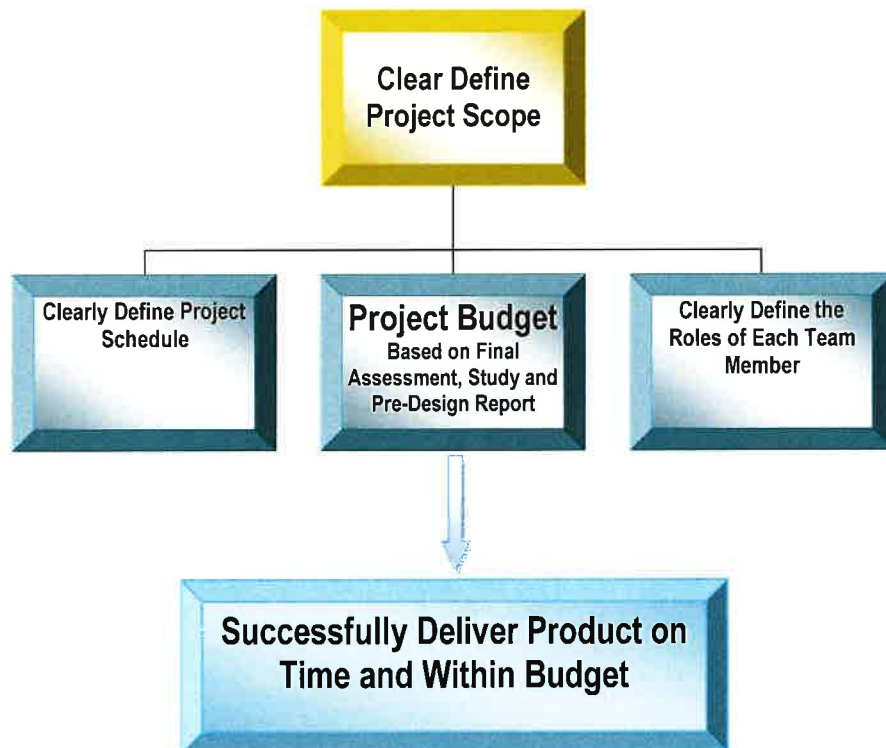 Clear Define
Project Scope
Clearly Define Project
Schedule
Project Budget
Based on Final
Assessment, Study and
Pre-Design Report
Clearly Define the
Roles of Each Team
Member
Successfully Deliver Product on
Time and Within Budget